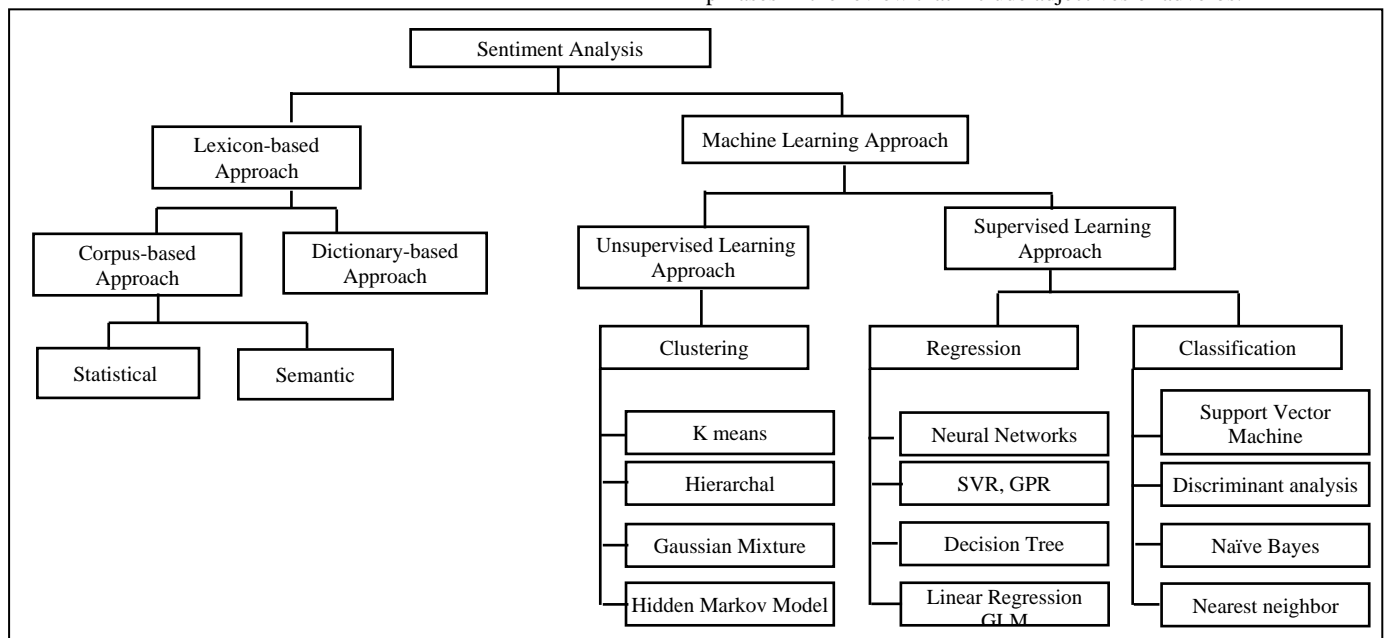 Sentiment Analysis
Lexicon-based
Approach
Machine Learning Approach
Corpus-based
Approach
Dictionary-based
Approach
Unsupervised Learning
Approach
Supervised Learning
Approach
Statistical
Semantic
Clustering
Regression
Classification
K means
Hierarchal
Gaussian Mixture
Hidden Markov Model
Neural Networks
SVR, GPR
Decision Tree
Linear Regression
GLM
Support Vector
Machine
Discriminant analysis
Naïve Bayes
Nearest neighbor